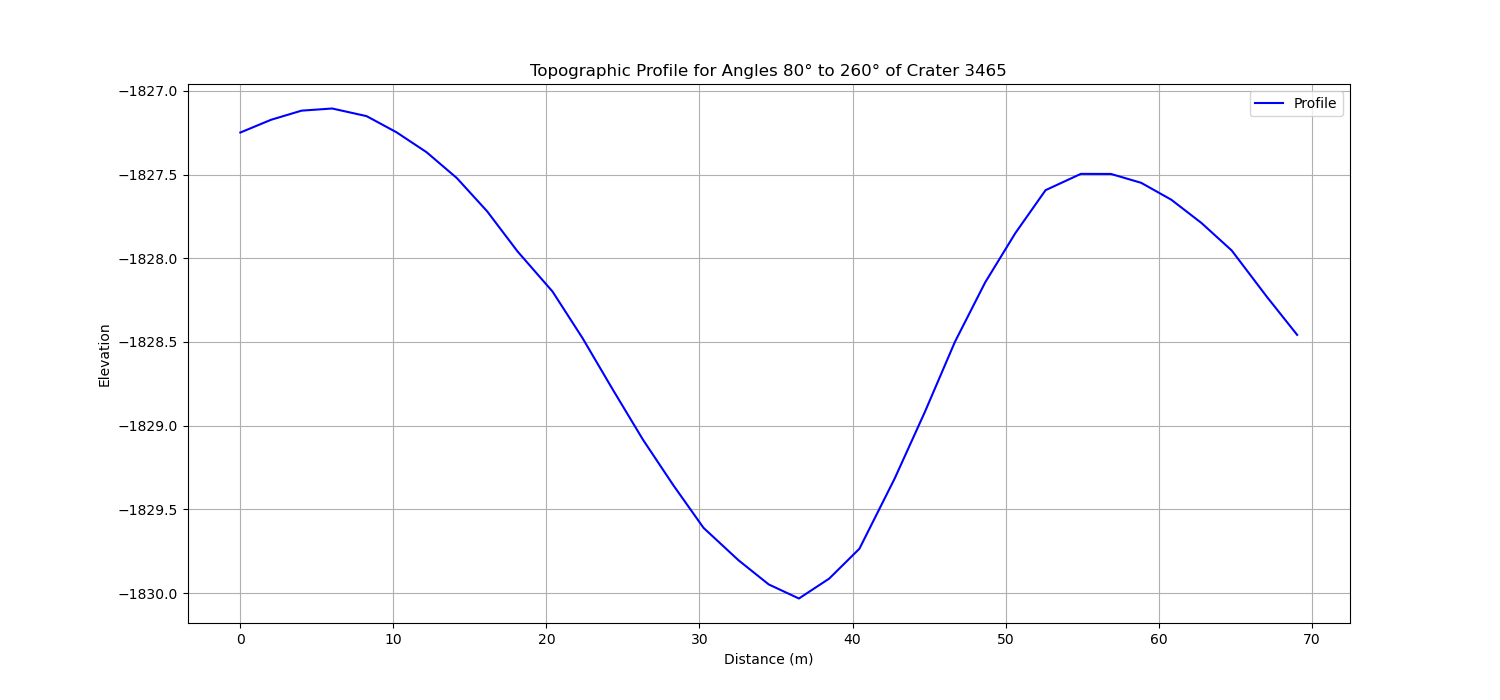 Topographic Profile for Angles 80° to 260° of Crater 3465
Profile
−1827.0
−1827.5
−1828.0
−1828.5
−1829.0
−1829.5
−1830.0
Elevation
0 10 20 30 40 50 60 70
Distance (m)